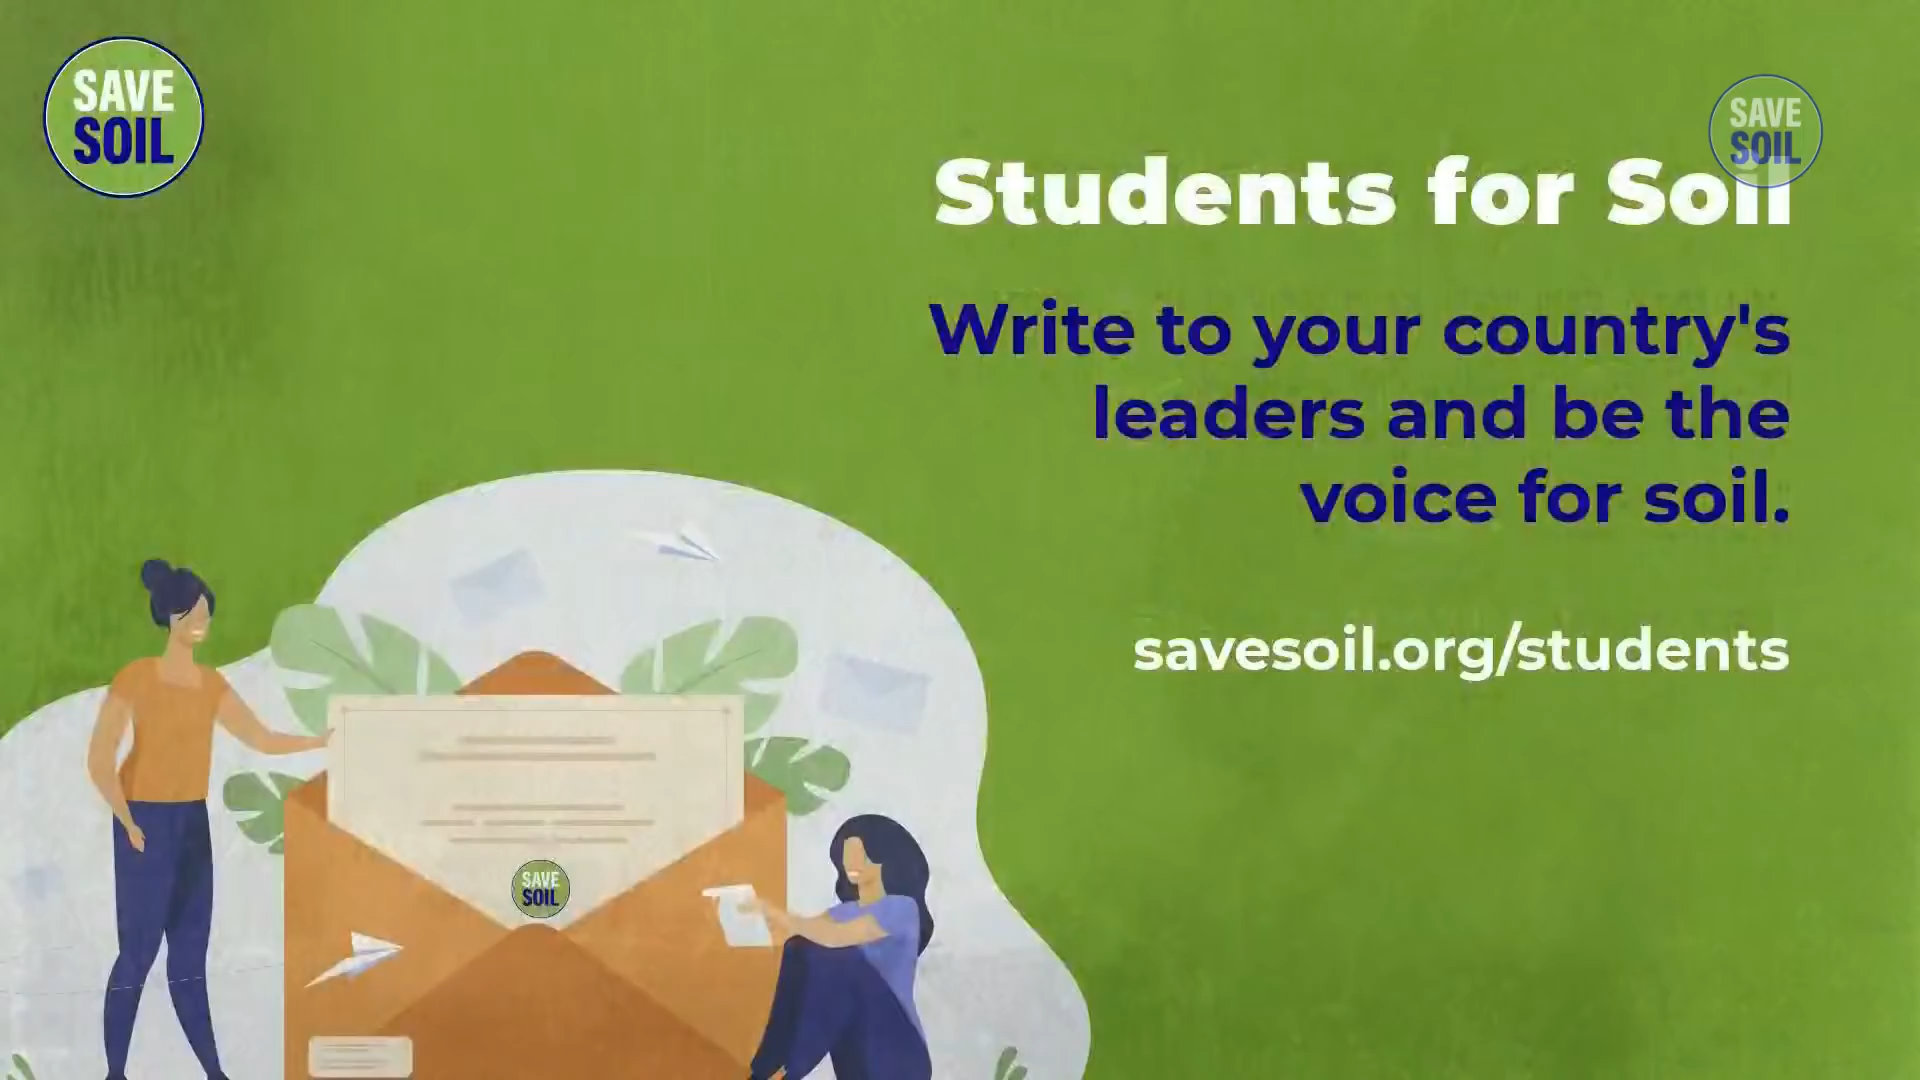 SAVE
SOIL
SAVE
SOIL
Students for Soil
Write to your country's
leaders and be the
voice for soil.
savesoil.org/students
SAVE
SOIL